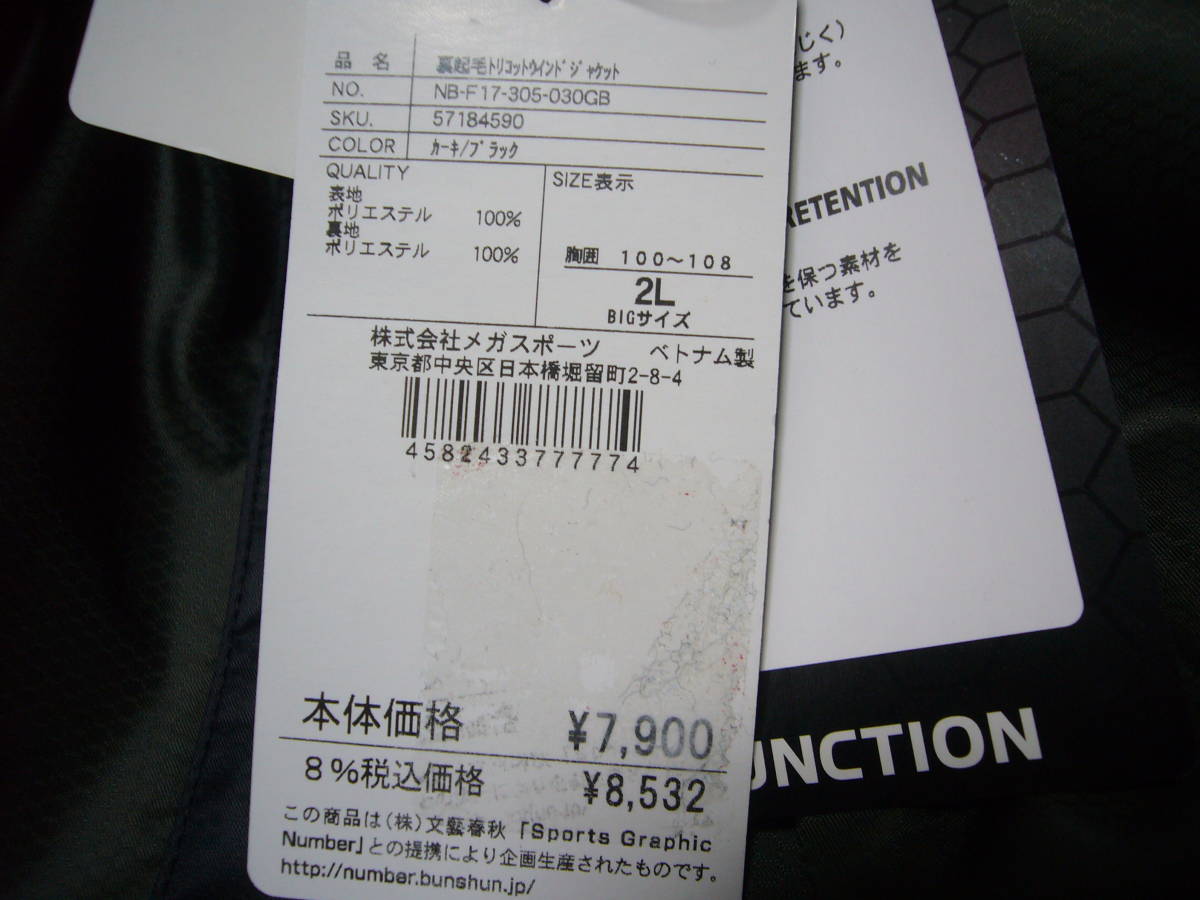 品 名 裏起毛トリコットウインドジャケット
NO. NB-F17-305-030GB
SKU. 57184590
COLOR カーキ/ブラック
QUALITY
表地
ポリエステル 100%
裏地
ポリエステル 100%
SIZE表示
胸囲 100～108
2L
BIGサイズ
株式会社メガスポーツ ベトナム製
東京都中央区日本橋堀留町2-8-4
4582433777774
本体価格 ¥7,900
8%税込価格 ¥8,532
この商品は(株)文藝春秋「Sports Graphic
Number」との提携により企画生産されたものです。
http://number.bunshun.jp/
じく)
ます。
RETENTION
を保つ素材を
ています。
UNCTION